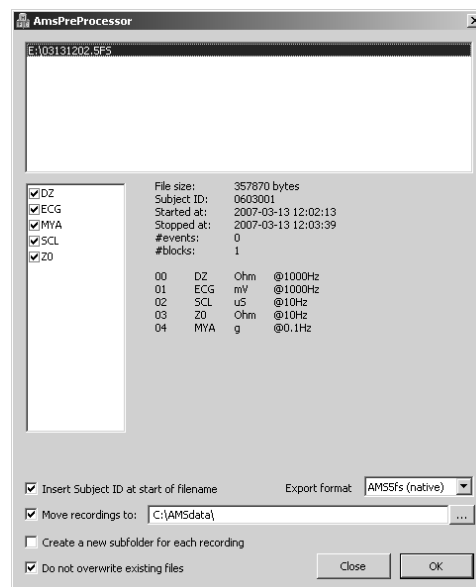 AmsPreProcessor
E:\03131202.5FS
DZ
ECG
MYA
SCL
Z0
File size: 357870 bytes
Subject ID: 0603001
Started at: 2007-03-13 12:02:13
Stopped at: 2007-03-13 12:03:39
#events: 0
#blocks: 1
00 DZ Ohm @1000Hz
01 ECG mV @1000Hz
02 SCL uS @10Hz
03 Z0 Ohm @10Hz
04 MYA g @0.1Hz
Insert Subject ID at start of filename
Export format AMS5fs (native)
Move recordings to: C:\AMSdata\ ...
Create a new subfolder for each recording
Do not overwrite existing files
Close OK